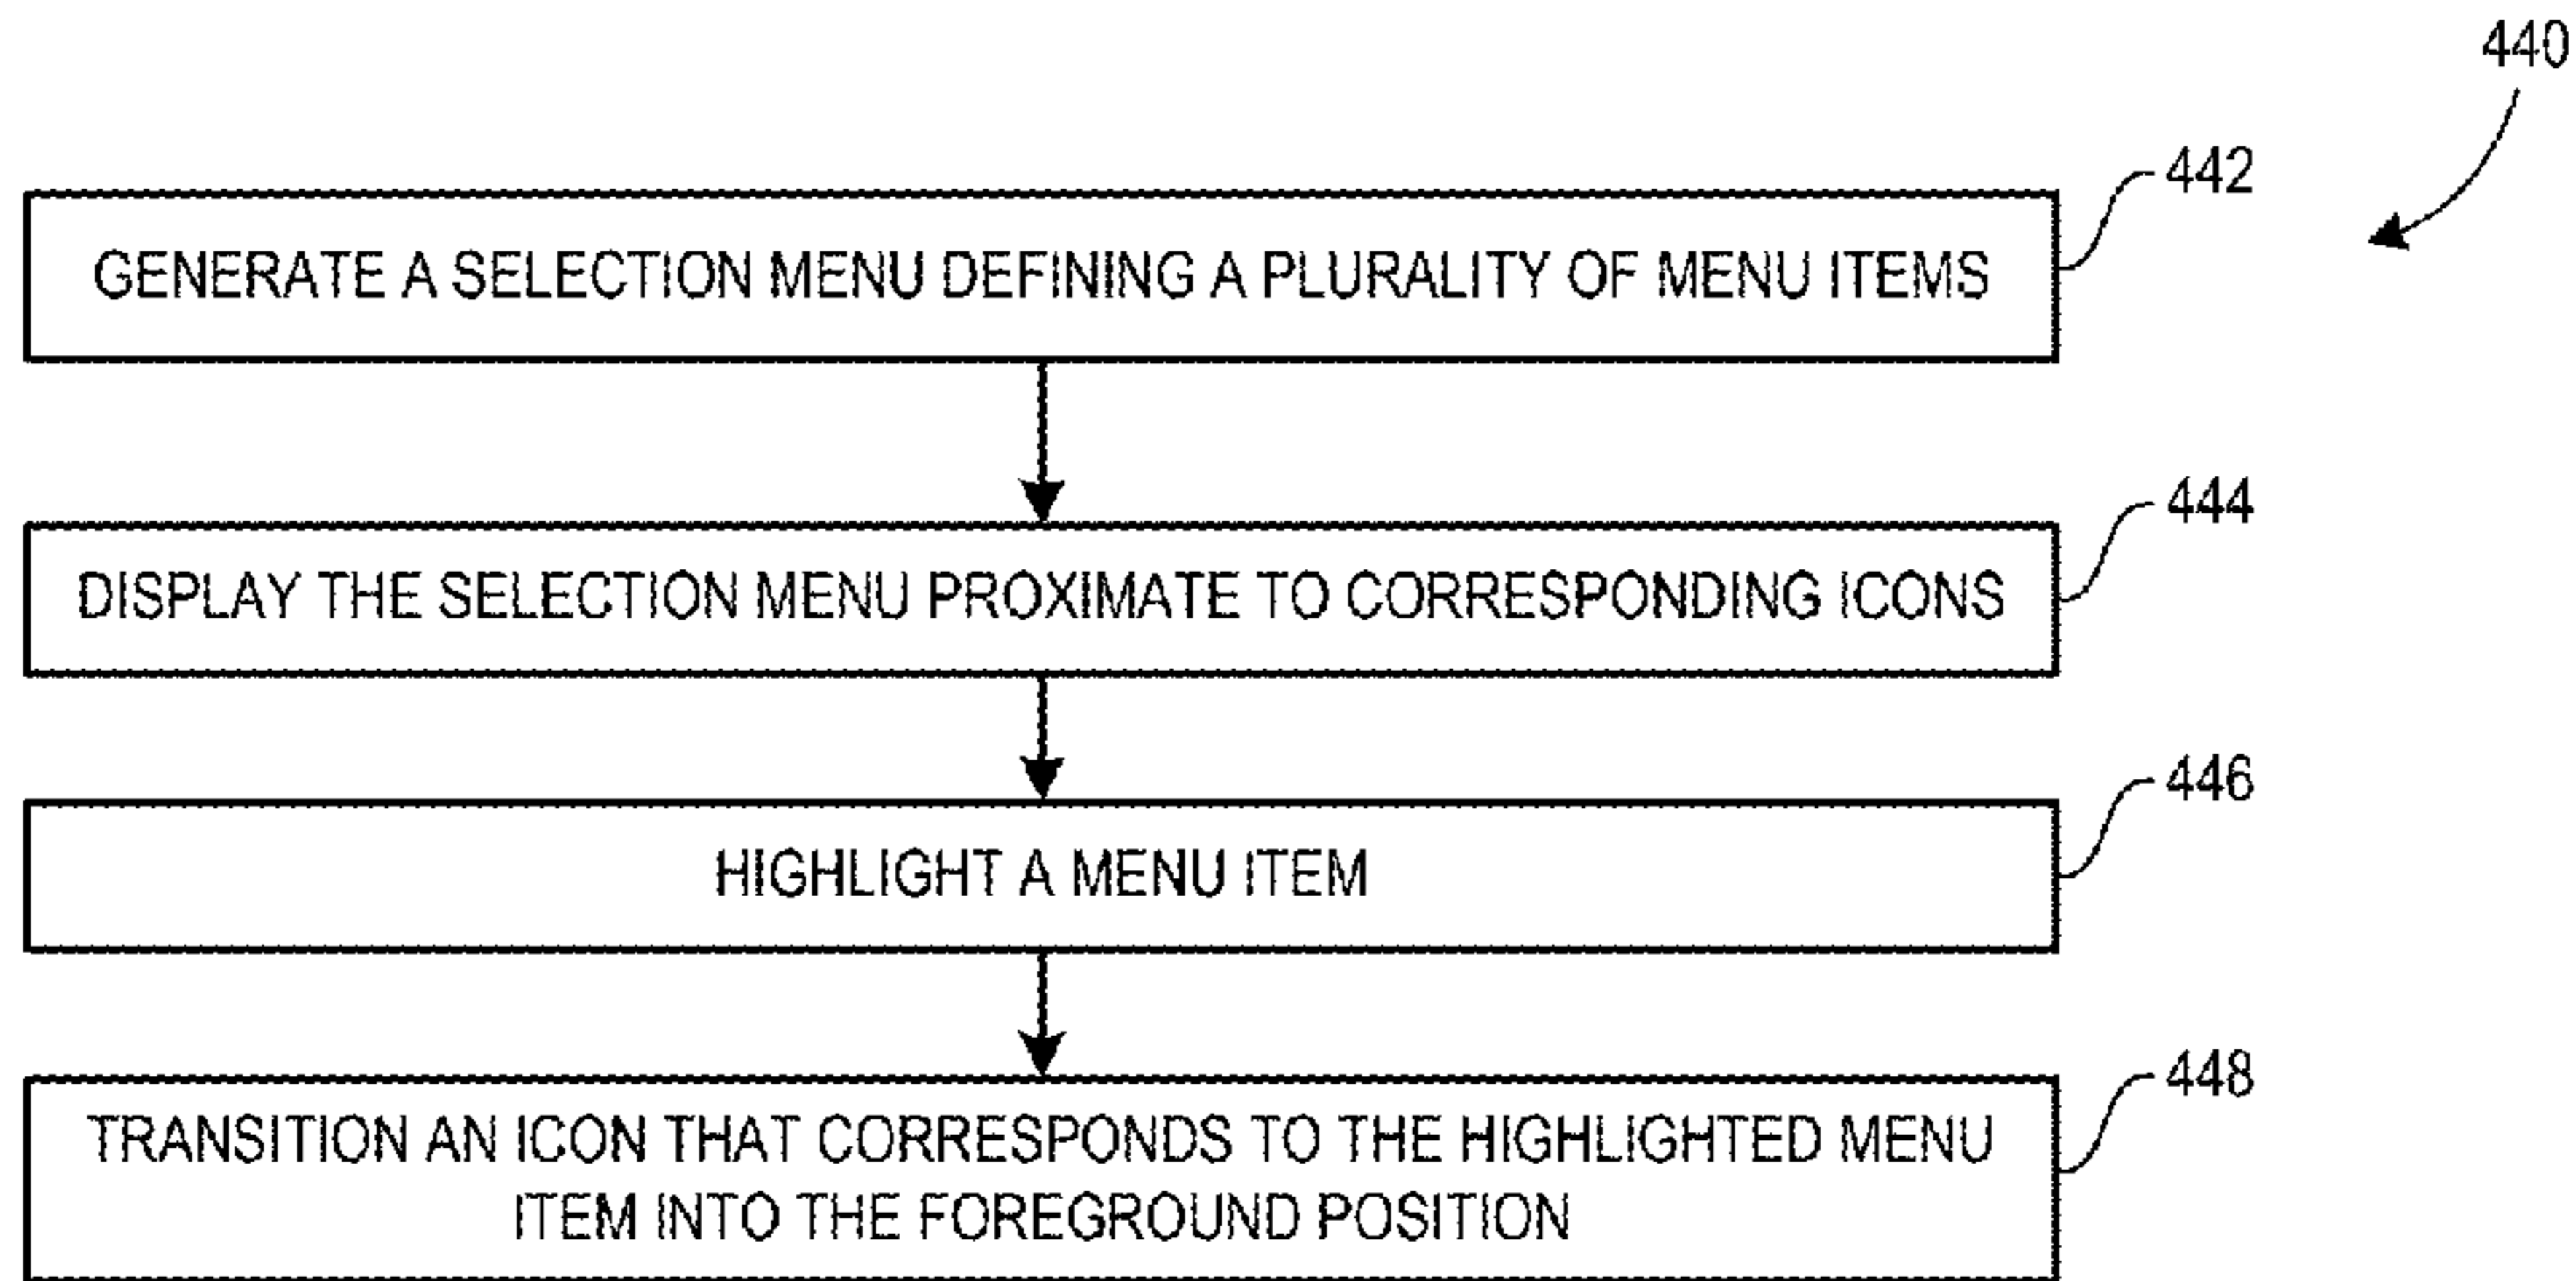 440
442
GENERATE A SELECTION MENU DEFINING A PLURALITY OF MENU ITEMS
444
DISPLAY THE SELECTION MENU PROXIMATE TO CORRESPONDING ICONS
446
HIGHLIGHT A MENU ITEM
448
TRANSITION AN ICON THAT CORRESPONDS TO THE HIGHLIGHTED MENU
ITEM INTO THE FOREGROUND POSITION